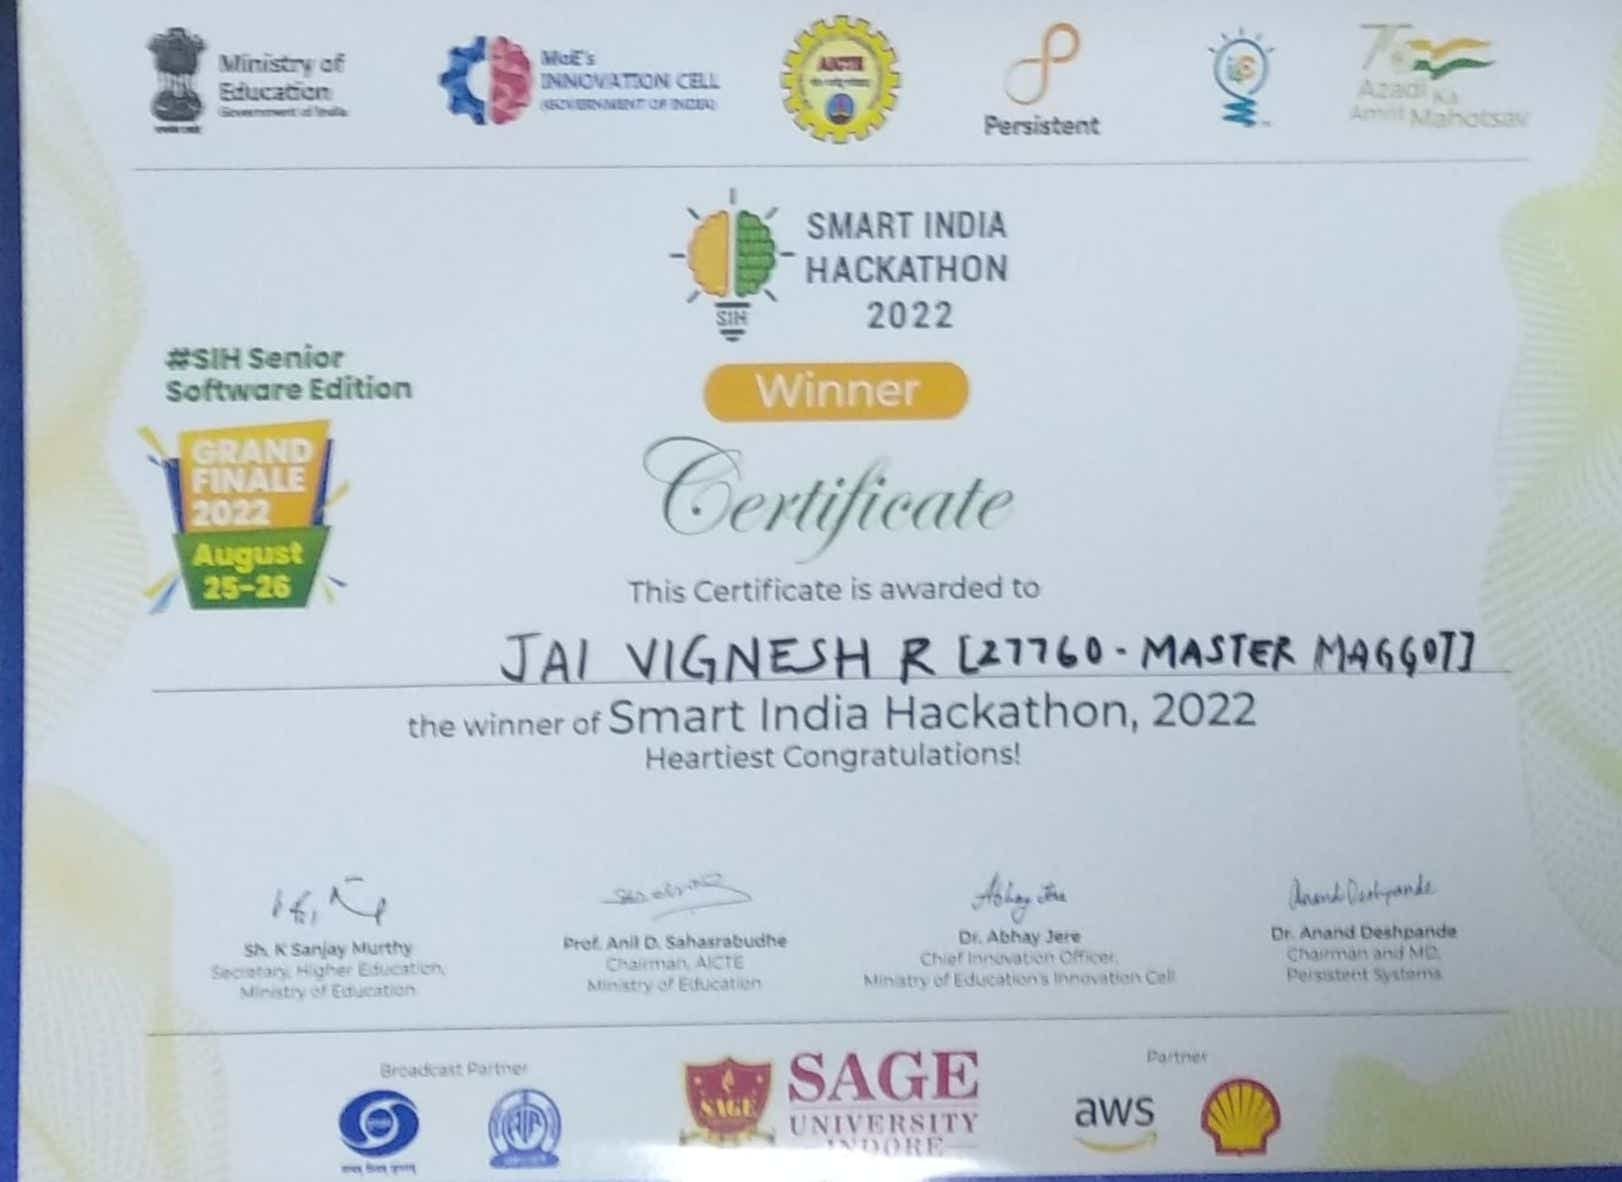 Ministry of
Education
Government of India
MoE's
INNOVATION CELL
(GOVERNMENT OF INDIA)
AICTE
Persistent
75
Azadi Ka
Amrit Mahotsav
SIH
SMART INDIA
HACKATHON
2022
#SIH Senior
Software Edition
Winner
GRAND
FINALE
2022
August
25-26
Certificate
This Certificate is awarded to
JAI VIGNESH R [27760 - MASTER MAGGOT]
the winner of Smart India Hackathon, 2022
Heartiest Congratulations!
Abhay Jere
Anand Deshpande
Sh. K Sanjay Murthy
Secretary, Higher Education,
Ministry of Education
Prof. Anil D. Sahasrabudhe
Chairman, AICTE
Ministry of Education
Dr. Abhay Jere
Chief Innovation Officer,
Ministry of Education's Innovation Cell
Dr. Anand Deshpande
Chairman and MD,
Persistent Systems
Broadcast Partner
SAGE
SAGE
UNIVERSITY
INDORE
Partner
aws